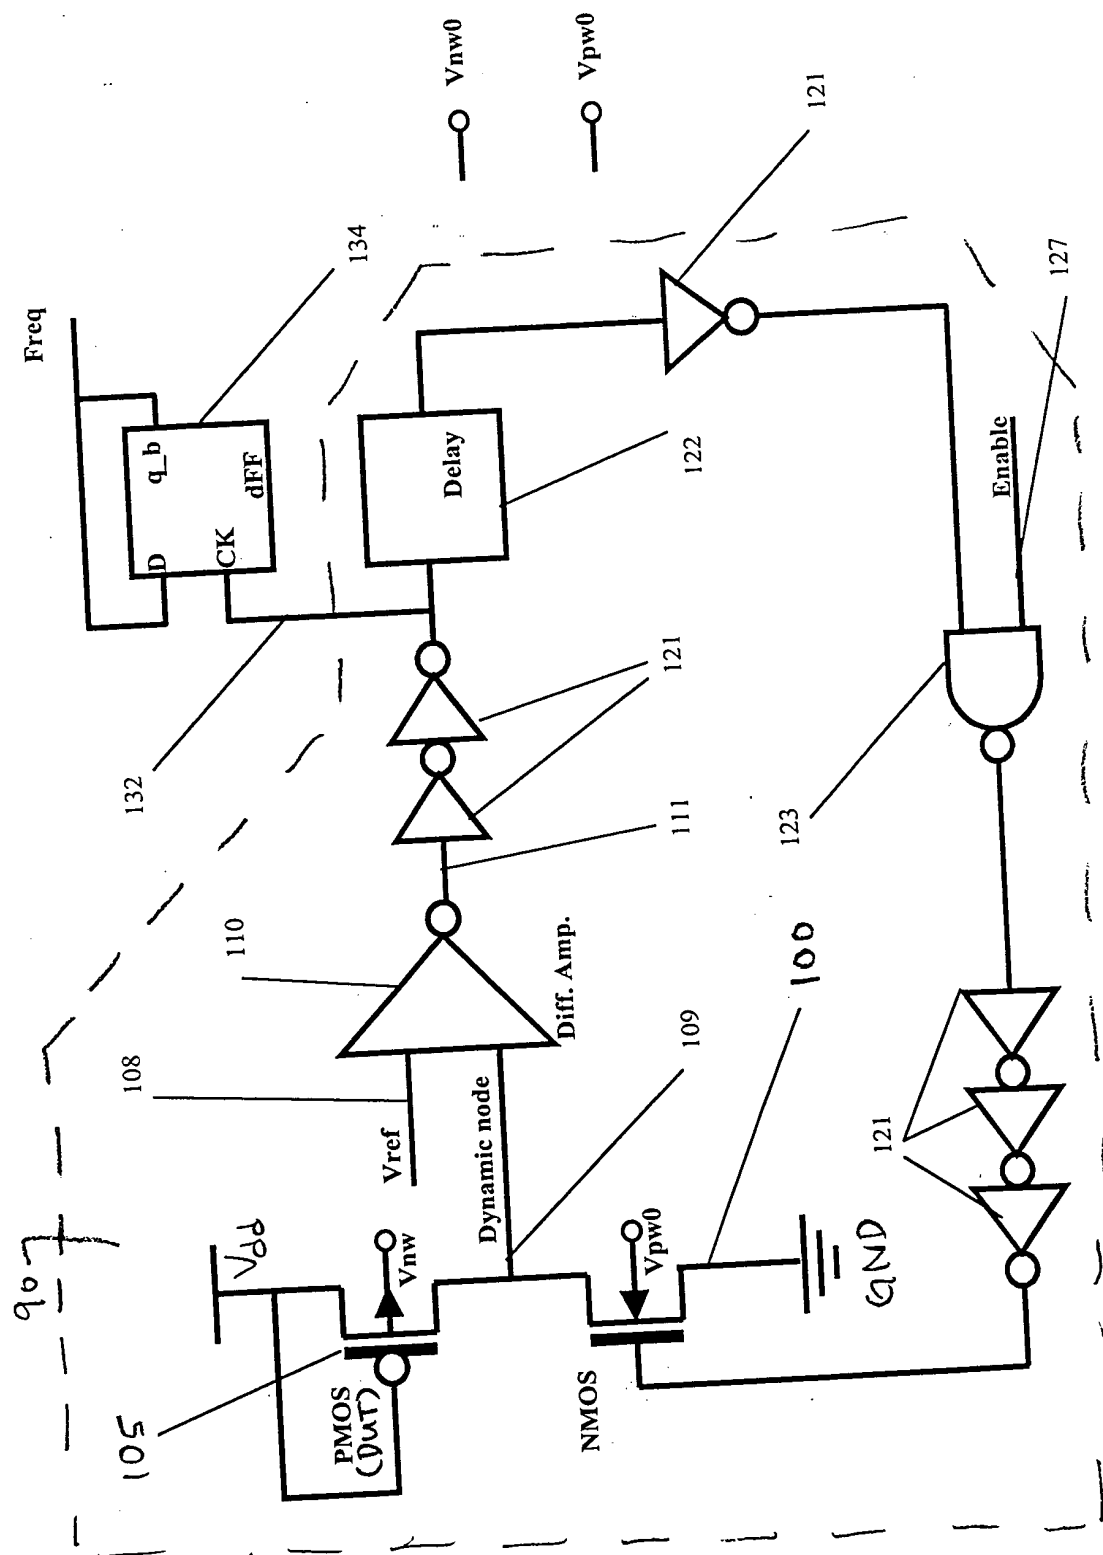 90
Freq
105
108
132
D
q_b
CK
dFF
134
110
Vdd
PMOS
(DUT)
Vnw
Vref
Dynamic node
Diff. Amp.
Delay
Vnw0
109
111
121
122
Vpw0
NMOS
Vpw0
100
123
121
GND
121
Enable
127